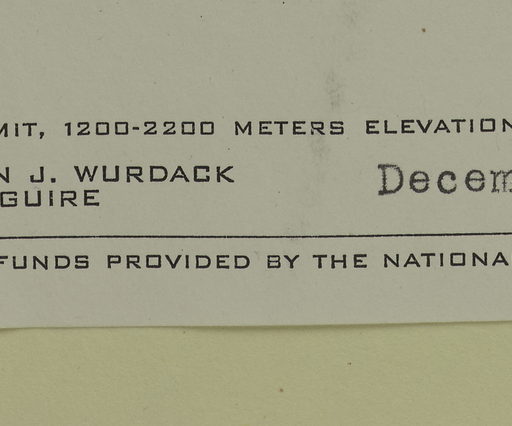 MIT, 1200-2200 METERS ELEVATION
N J. WURDACK Decem
GUIRE
FUNDS PROVIDED BY THE NATIONA